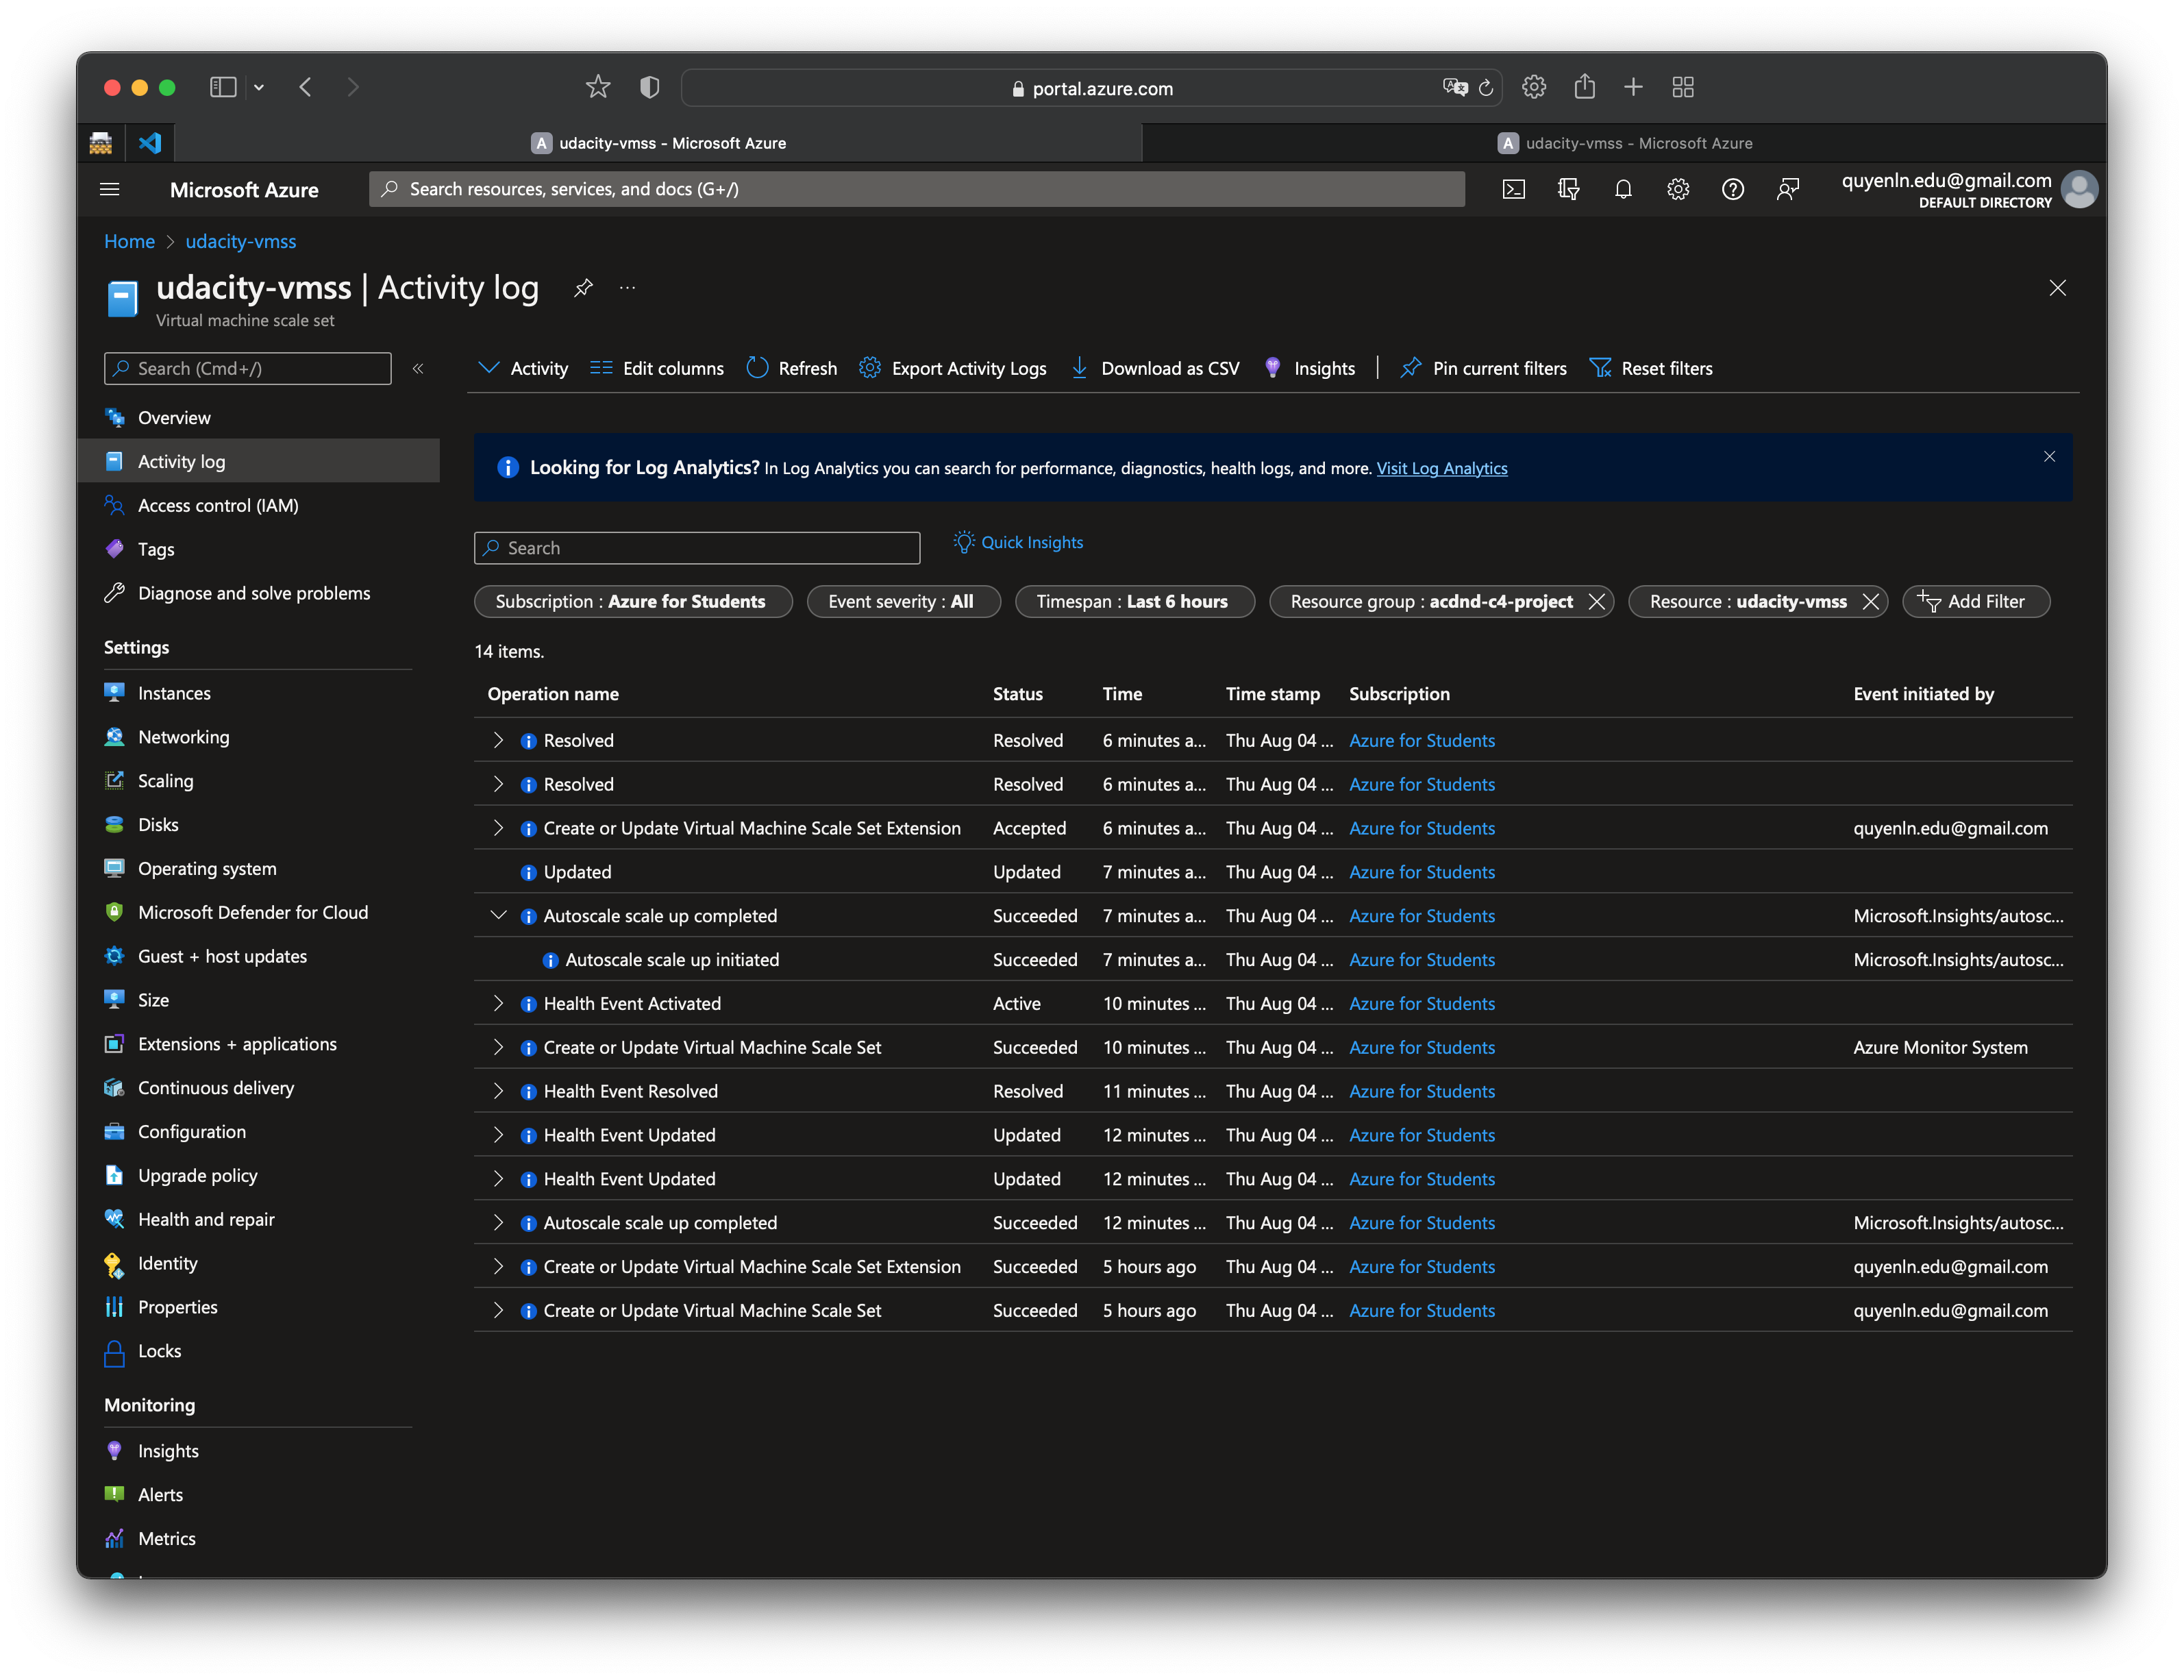 portal.azure.com
A udacity-vmss - Microsoft Azure
A udacity-vmss - Microsoft Azure
Microsoft Azure
Search resources, services, and docs (G+/)
quyenln.edu@gmail.com
DEFAULT DIRECTORY
Home > udacity-vmss
udacity-vmss | Activity log
Virtual machine scale set
Search (Cmd+/)
Overview
Activity log
Access control (IAM)
Tags
Diagnose and solve problems
Settings
Instances
Networking
Scaling
Disks
Operating system
Microsoft Defender for Cloud
Guest + host updates
Size
Extensions + applications
Continuous delivery
Configuration
Upgrade policy
Health and repair
Identity
Properties
Locks
Monitoring
Insights
Alerts
Metrics
Activity Edit columns Refresh Export Activity Logs Download as CSV Insights Pin current filters Reset filters
Looking for Log Analytics? In Log Analytics you can search for performance, diagnostics, health logs, and more. Visit Log Analytics
Search
Quick Insights
Subscription : Azure for Students Event severity : All Timespan : Last 6 hours Resource group : acdnd-c4-project Resource : udacity-vmss Add Filter
14 items.
Operation name Status Time Time stamp Subscription Event initiated by
Resolved Resolved 6 minutes a... Thu Aug 04 ... Azure for Students
Resolved Resolved 6 minutes a... Thu Aug 04 ... Azure for Students
Create or Update Virtual Machine Scale Set Extension Accepted 6 minutes a... Thu Aug 04 ... Azure for Students quyenln.edu@gmail.com
Updated Updated 7 minutes a... Thu Aug 04 ... Azure for Students
Autoscale scale up completed Succeeded 7 minutes a... Thu Aug 04 ... Azure for Students Microsoft.Insights/autosc...
Autoscale scale up initiated Succeeded 7 minutes a... Thu Aug 04 ... Azure for Students Microsoft.Insights/autosc...
Health Event Activated Active 10 minutes ... Thu Aug 04 ... Azure for Students
Create or Update Virtual Machine Scale Set Succeeded 10 minutes ... Thu Aug 04 ... Azure for Students Azure Monitor System
Health Event Resolved Resolved 11 minutes ... Thu Aug 04 ... Azure for Students
Health Event Updated Updated 12 minutes ... Thu Aug 04 ... Azure for Students
Health Event Updated Updated 12 minutes ... Thu Aug 04 ... Azure for Students
Autoscale scale up completed Succeeded 12 minutes ... Thu Aug 04 ... Azure for Students Microsoft.Insights/autosc...
Create or Update Virtual Machine Scale Set Extension Succeeded 5 hours ago Thu Aug 04 ... Azure for Students quyenln.edu@gmail.com
Create or Update Virtual Machine Scale Set Succeeded 5 hours ago Thu Aug 04 ... Azure for Students quyenln.edu@gmail.com